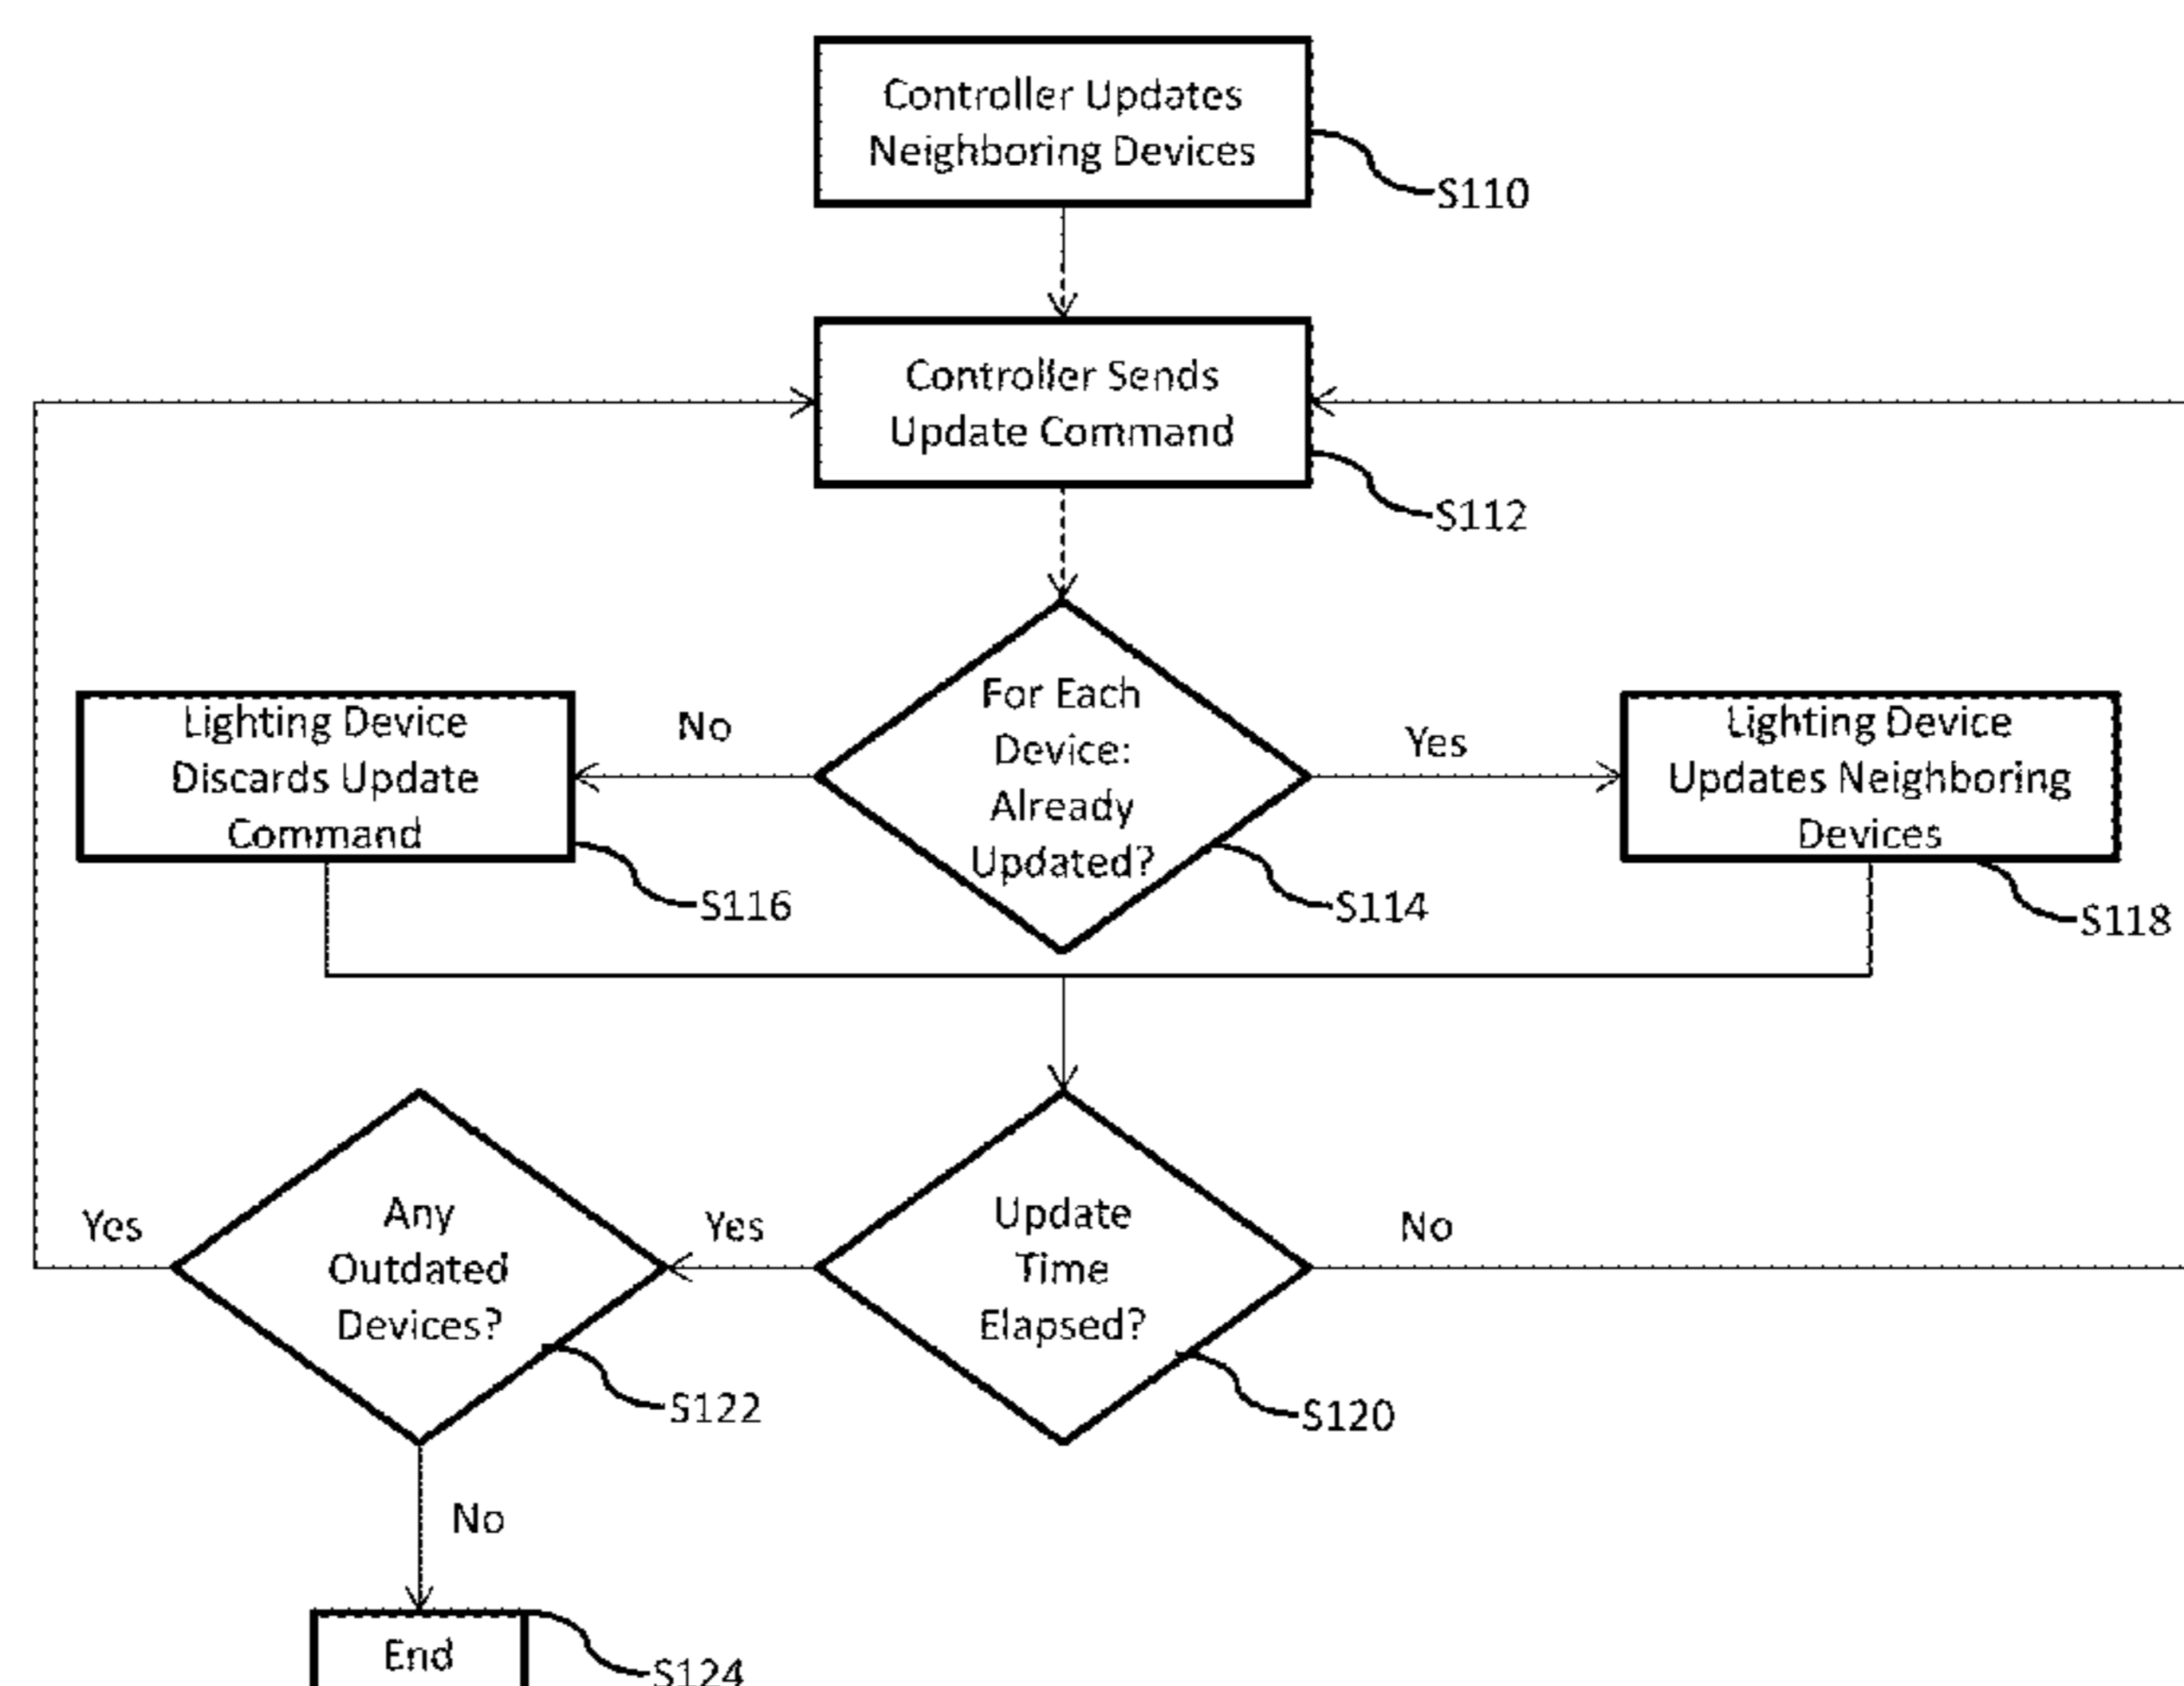 Controller Updates
Neighboring Devices
S110
Controller Sends
Update Command
S112
For Each
Device:
Already
Updated?
S114
No
Yes
Lighting Device
Discards Update
Command
S116
Lighting Device
Updates Neighboring
Devices
S118
Update
Time
Elapsed?
S120
Yes
No
Any
Outdated
Devices?
S122
Yes
No
End
S124